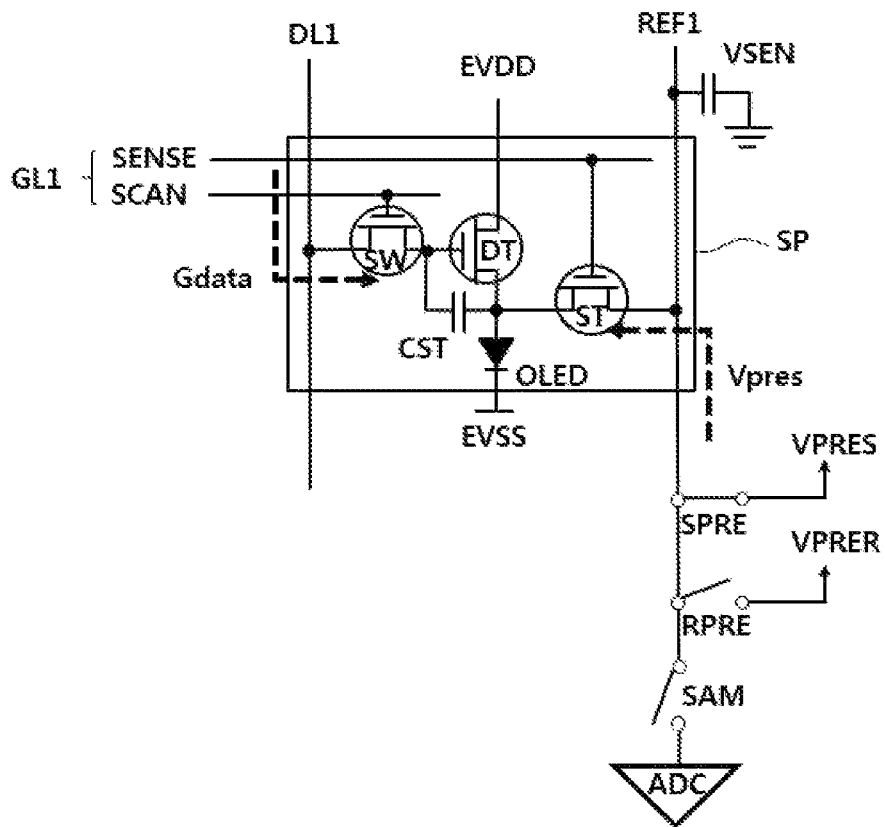 DL1
REF1
EVDD
VSEN
GL1
SENSE
SCAN
SW
DT
SP
Gdata
ST
CST
OLED
Vpres
EVSS
VPRES
SPRE
VPRER
RPRE
SAM
ADC